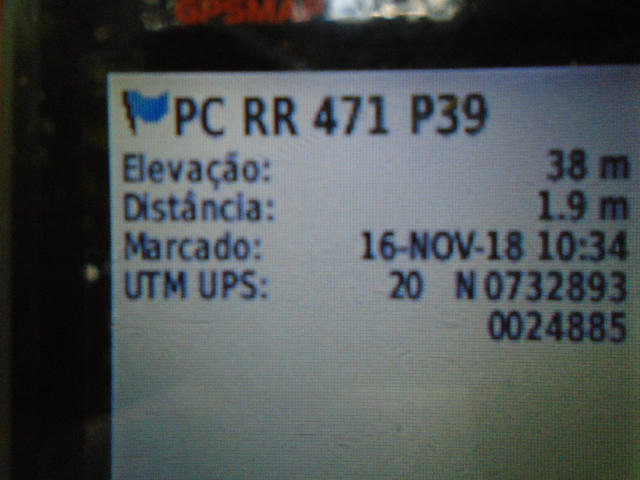 GPSMAP
PC RR 471 P39
Elevação: 38 m
Distância: 1.9 m
Marcado: 16-NOV-18 10:34
UTM UPS: 20 N 0732893
0024885